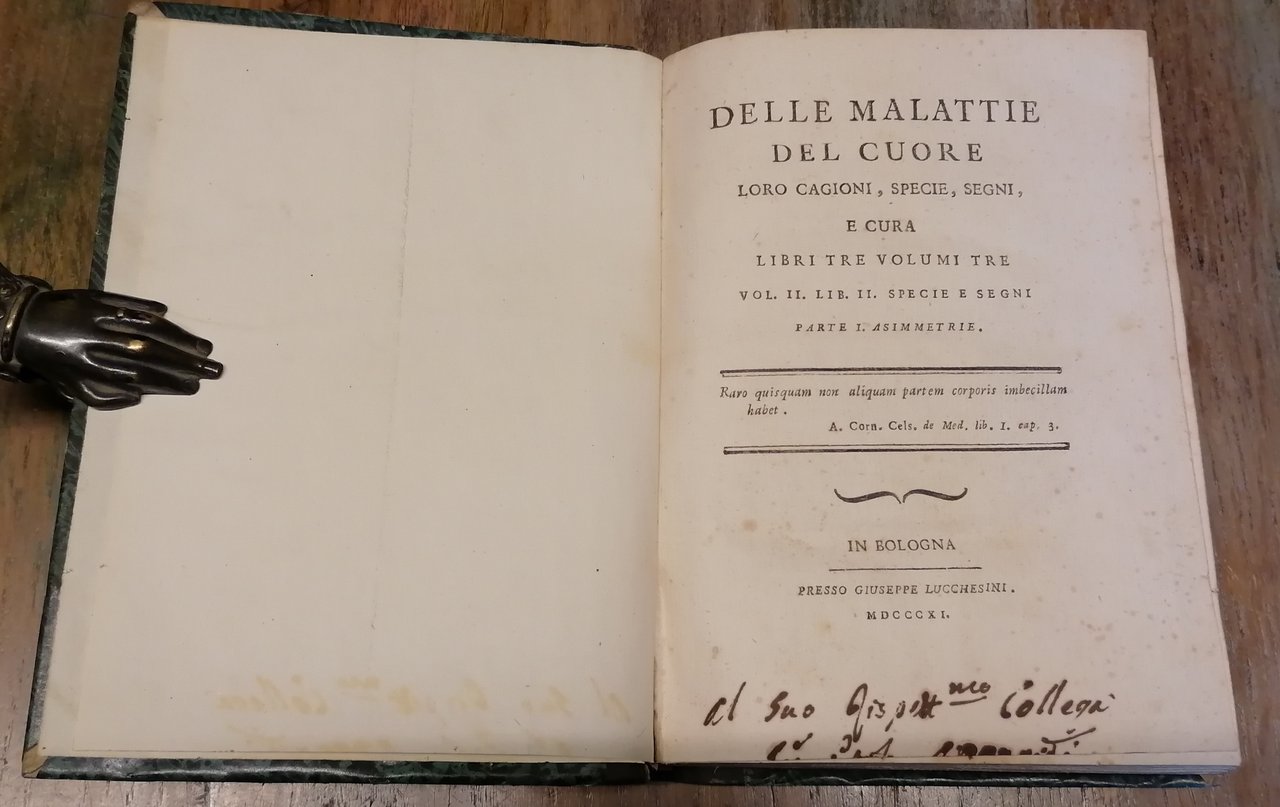 DELLE MALATTIE
DEL CUORE
LORO CAGIONI, SPECIE, SEGNI,
E CURA
LIBRI TRE VOLUMI TRE
VOL. II. LIB. II. SPECIE E SEGNI
PARTE I. ASIMMETRIE.
Raro quisquam non aliquam partem corporis imbecillam
habet.
A. Corn. Cels. de Med. lib. I. cap. 3.
IN BOLOGNA
PRESSO GIUSEPPE LUCCHESINI.
MDCCCXI.
Al Suo Rispett.mo Collega